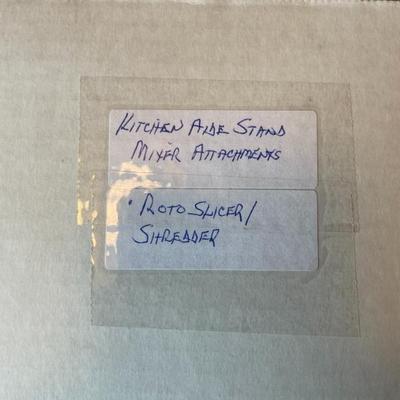 Kitchen Aide Stand
Mixer Attachments
• Roto Slicer/
Shredder